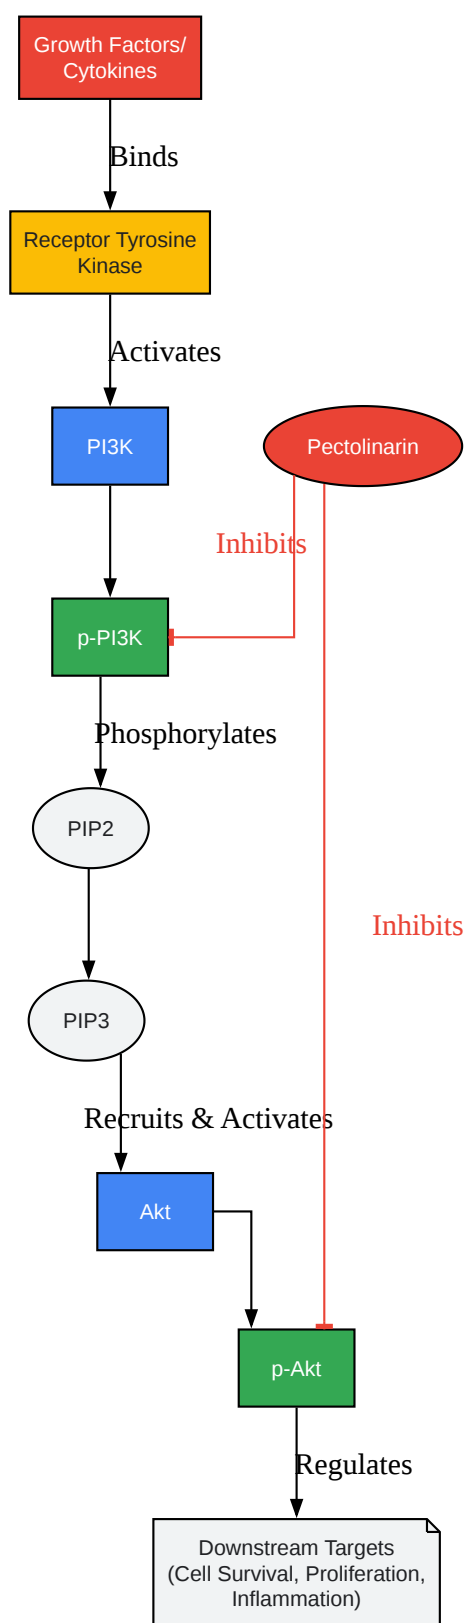 Growth Factors/
Cytokines
Binds
Receptor Tyrosine
Kinase
Activates
PI3K
Pectolinarin
Inhibits
p-PI3K
Phosphorylates
PIP2
Inhibits
PIP3
Recruits & Activates
Akt
p-Akt
Regulates
Downstream Targets
(Cell Survival, Proliferation,
Inflammation)